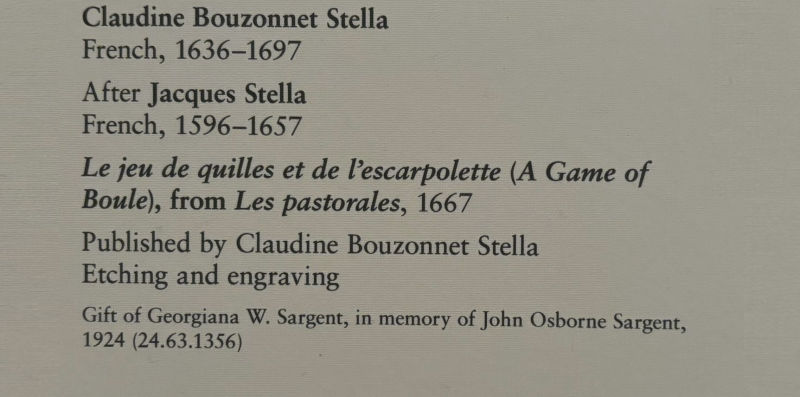 Claudine Bouzonnet Stella
French, 1636–1697
After Jacques Stella
French, 1596–1657
Le jeu de quilles et de l'escarpolette (A Game of
Boule), from Les pastorales, 1667
Published by Claudine Bouzonnet Stella
Etching and engraving
Gift of Georgiana W. Sargent, in memory of John Osborne Sargent,
1924 (24.63.1356)